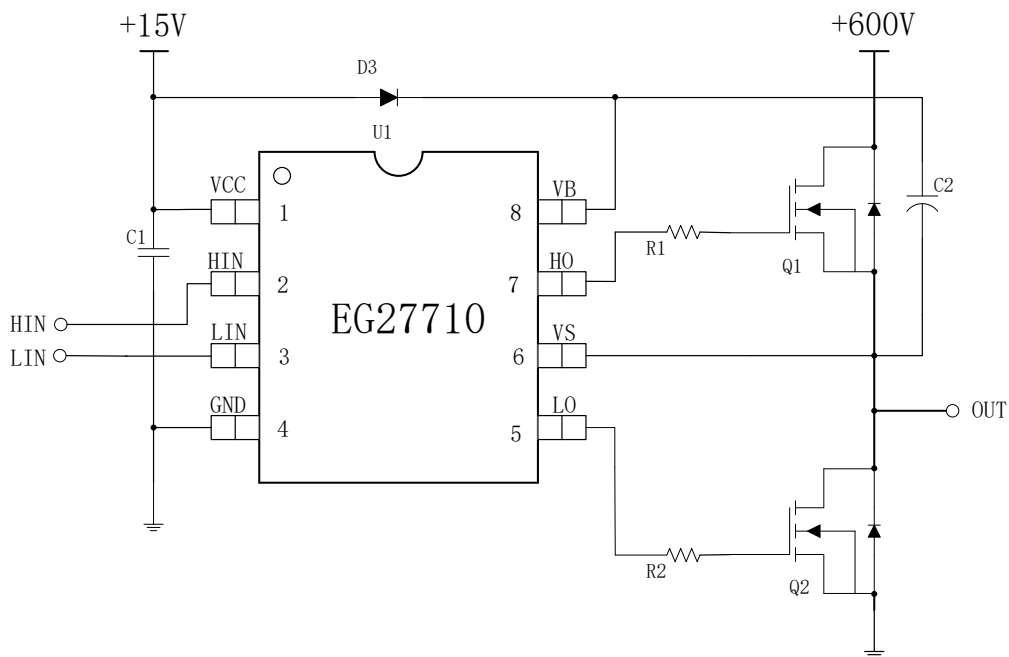 +15V
+600V
D3
U1
VCC
1
8
VB
C2
C1
R1
Q1
HIN
2
7
HO
EG27710
HIN
LIN
LIN
3
6
VS
GND
4
5
LO
OUT
R2
Q2